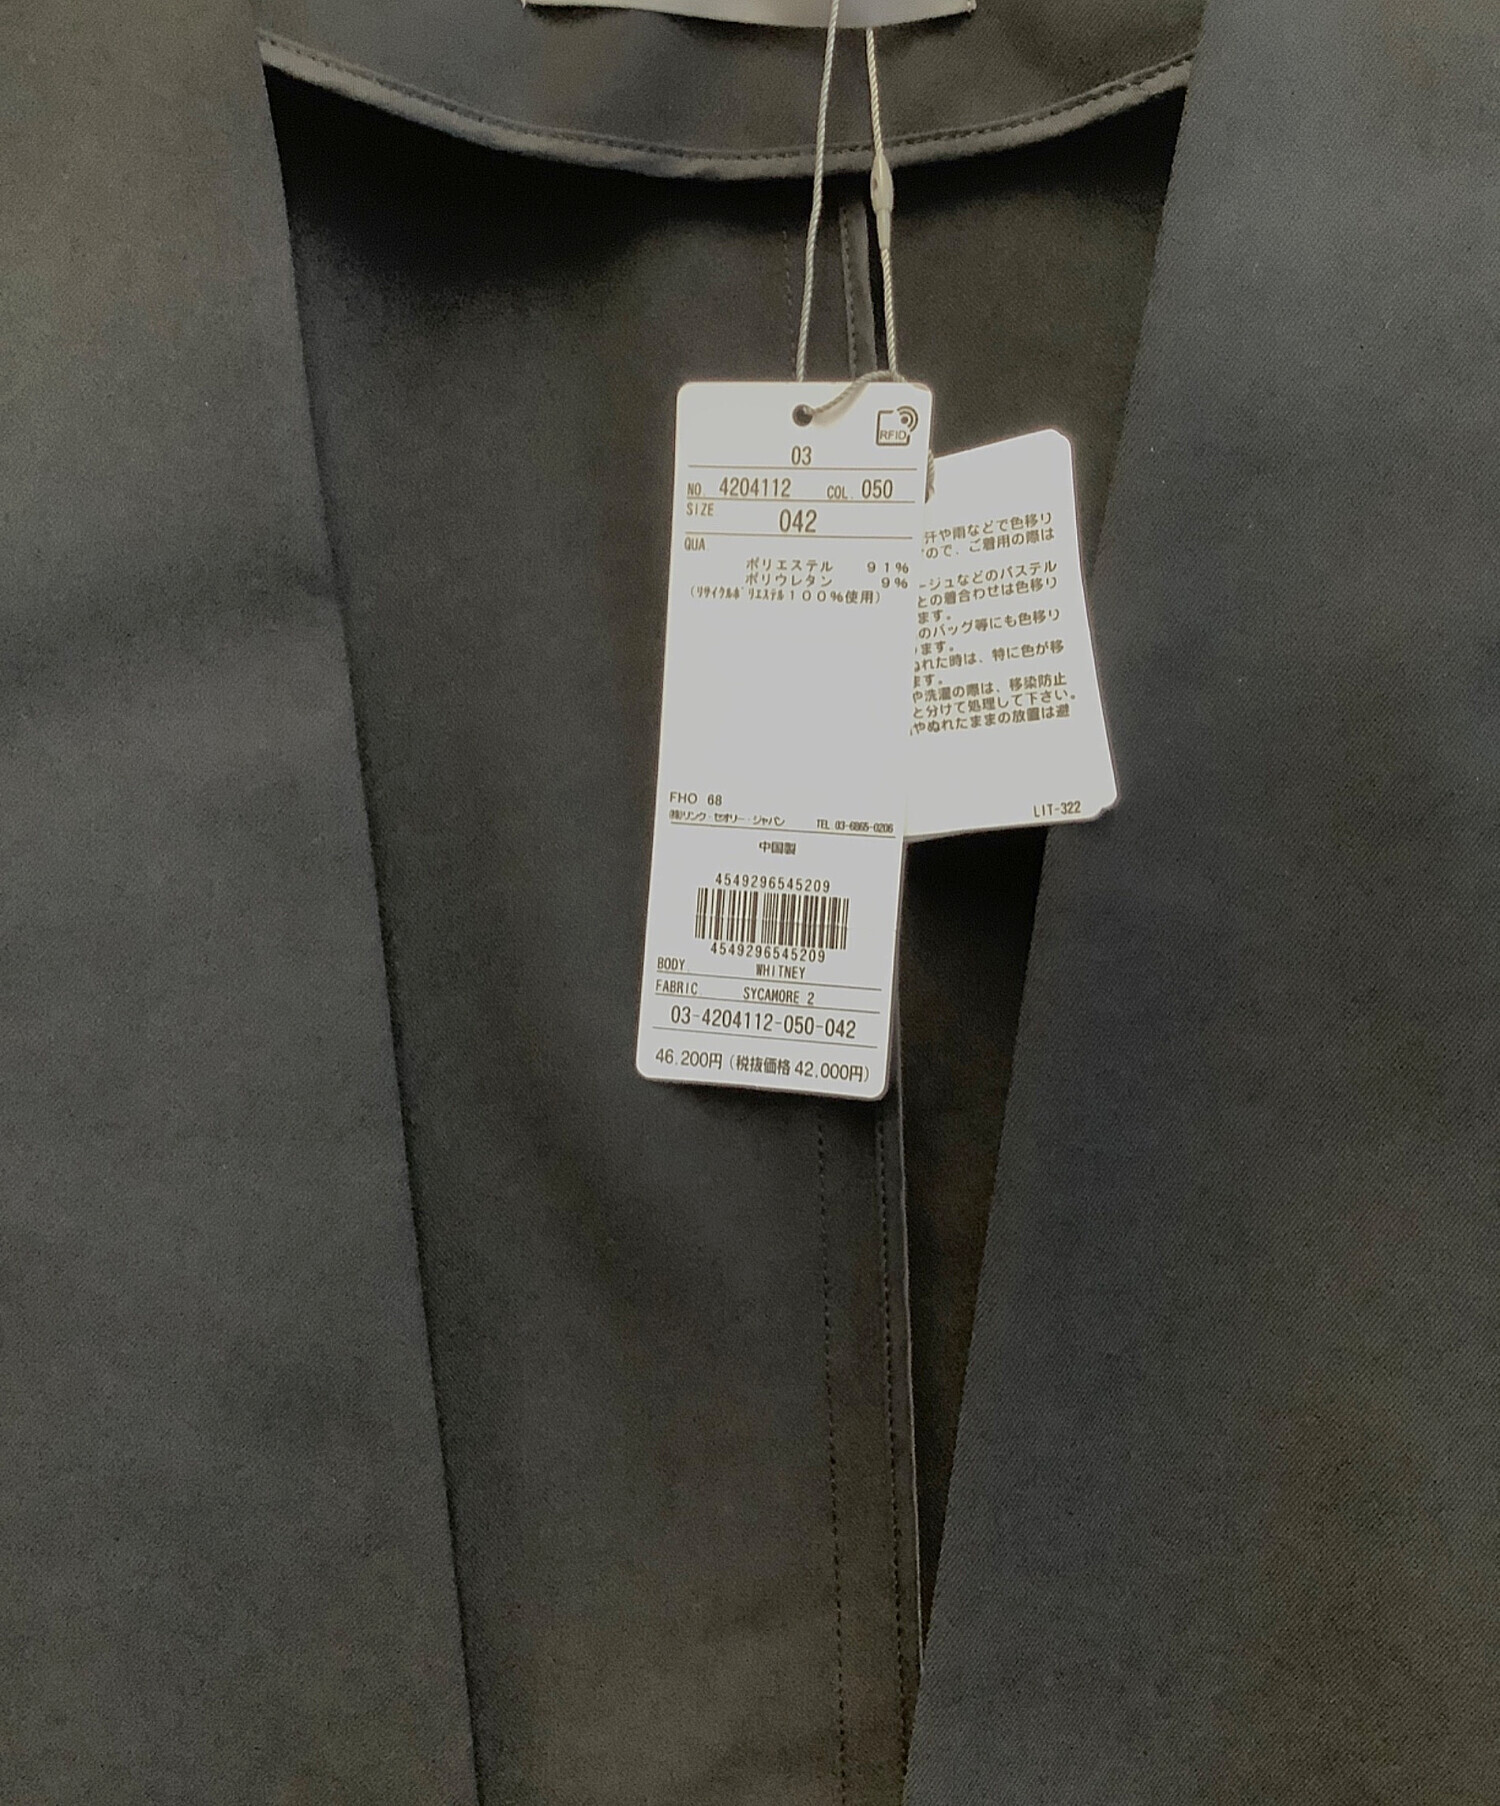 RFID
03
NO. 4204112 COL. 050
SIZE 042
QUA
ポリエステル 91%
ポリウレタン 9%
(ﾘｻｲｸﾙﾎﾟﾘｴｽﾃﾙ100%使用)
FHO 68
㈱リンク・セオリー・ジャパン TEL 03-6865-0206
中国製
4549296545209
4549296545209
BODY. WHITNEY
FABRIC SYCAMORE 2
03-4204112-050-042
46,200円(税抜価格 42,000円)
汗や雨などで色移り
ので、ご着用の際は
ージュなどのパステル
との着合わせは色移り
ます。
のバッグ等にも色移り
ます。
ぬれた時は、特に色が移
ます。
や洗濯の際は、移染防止
と分けて処理して下さい。
やぬれたままの放置は避
LIT-322